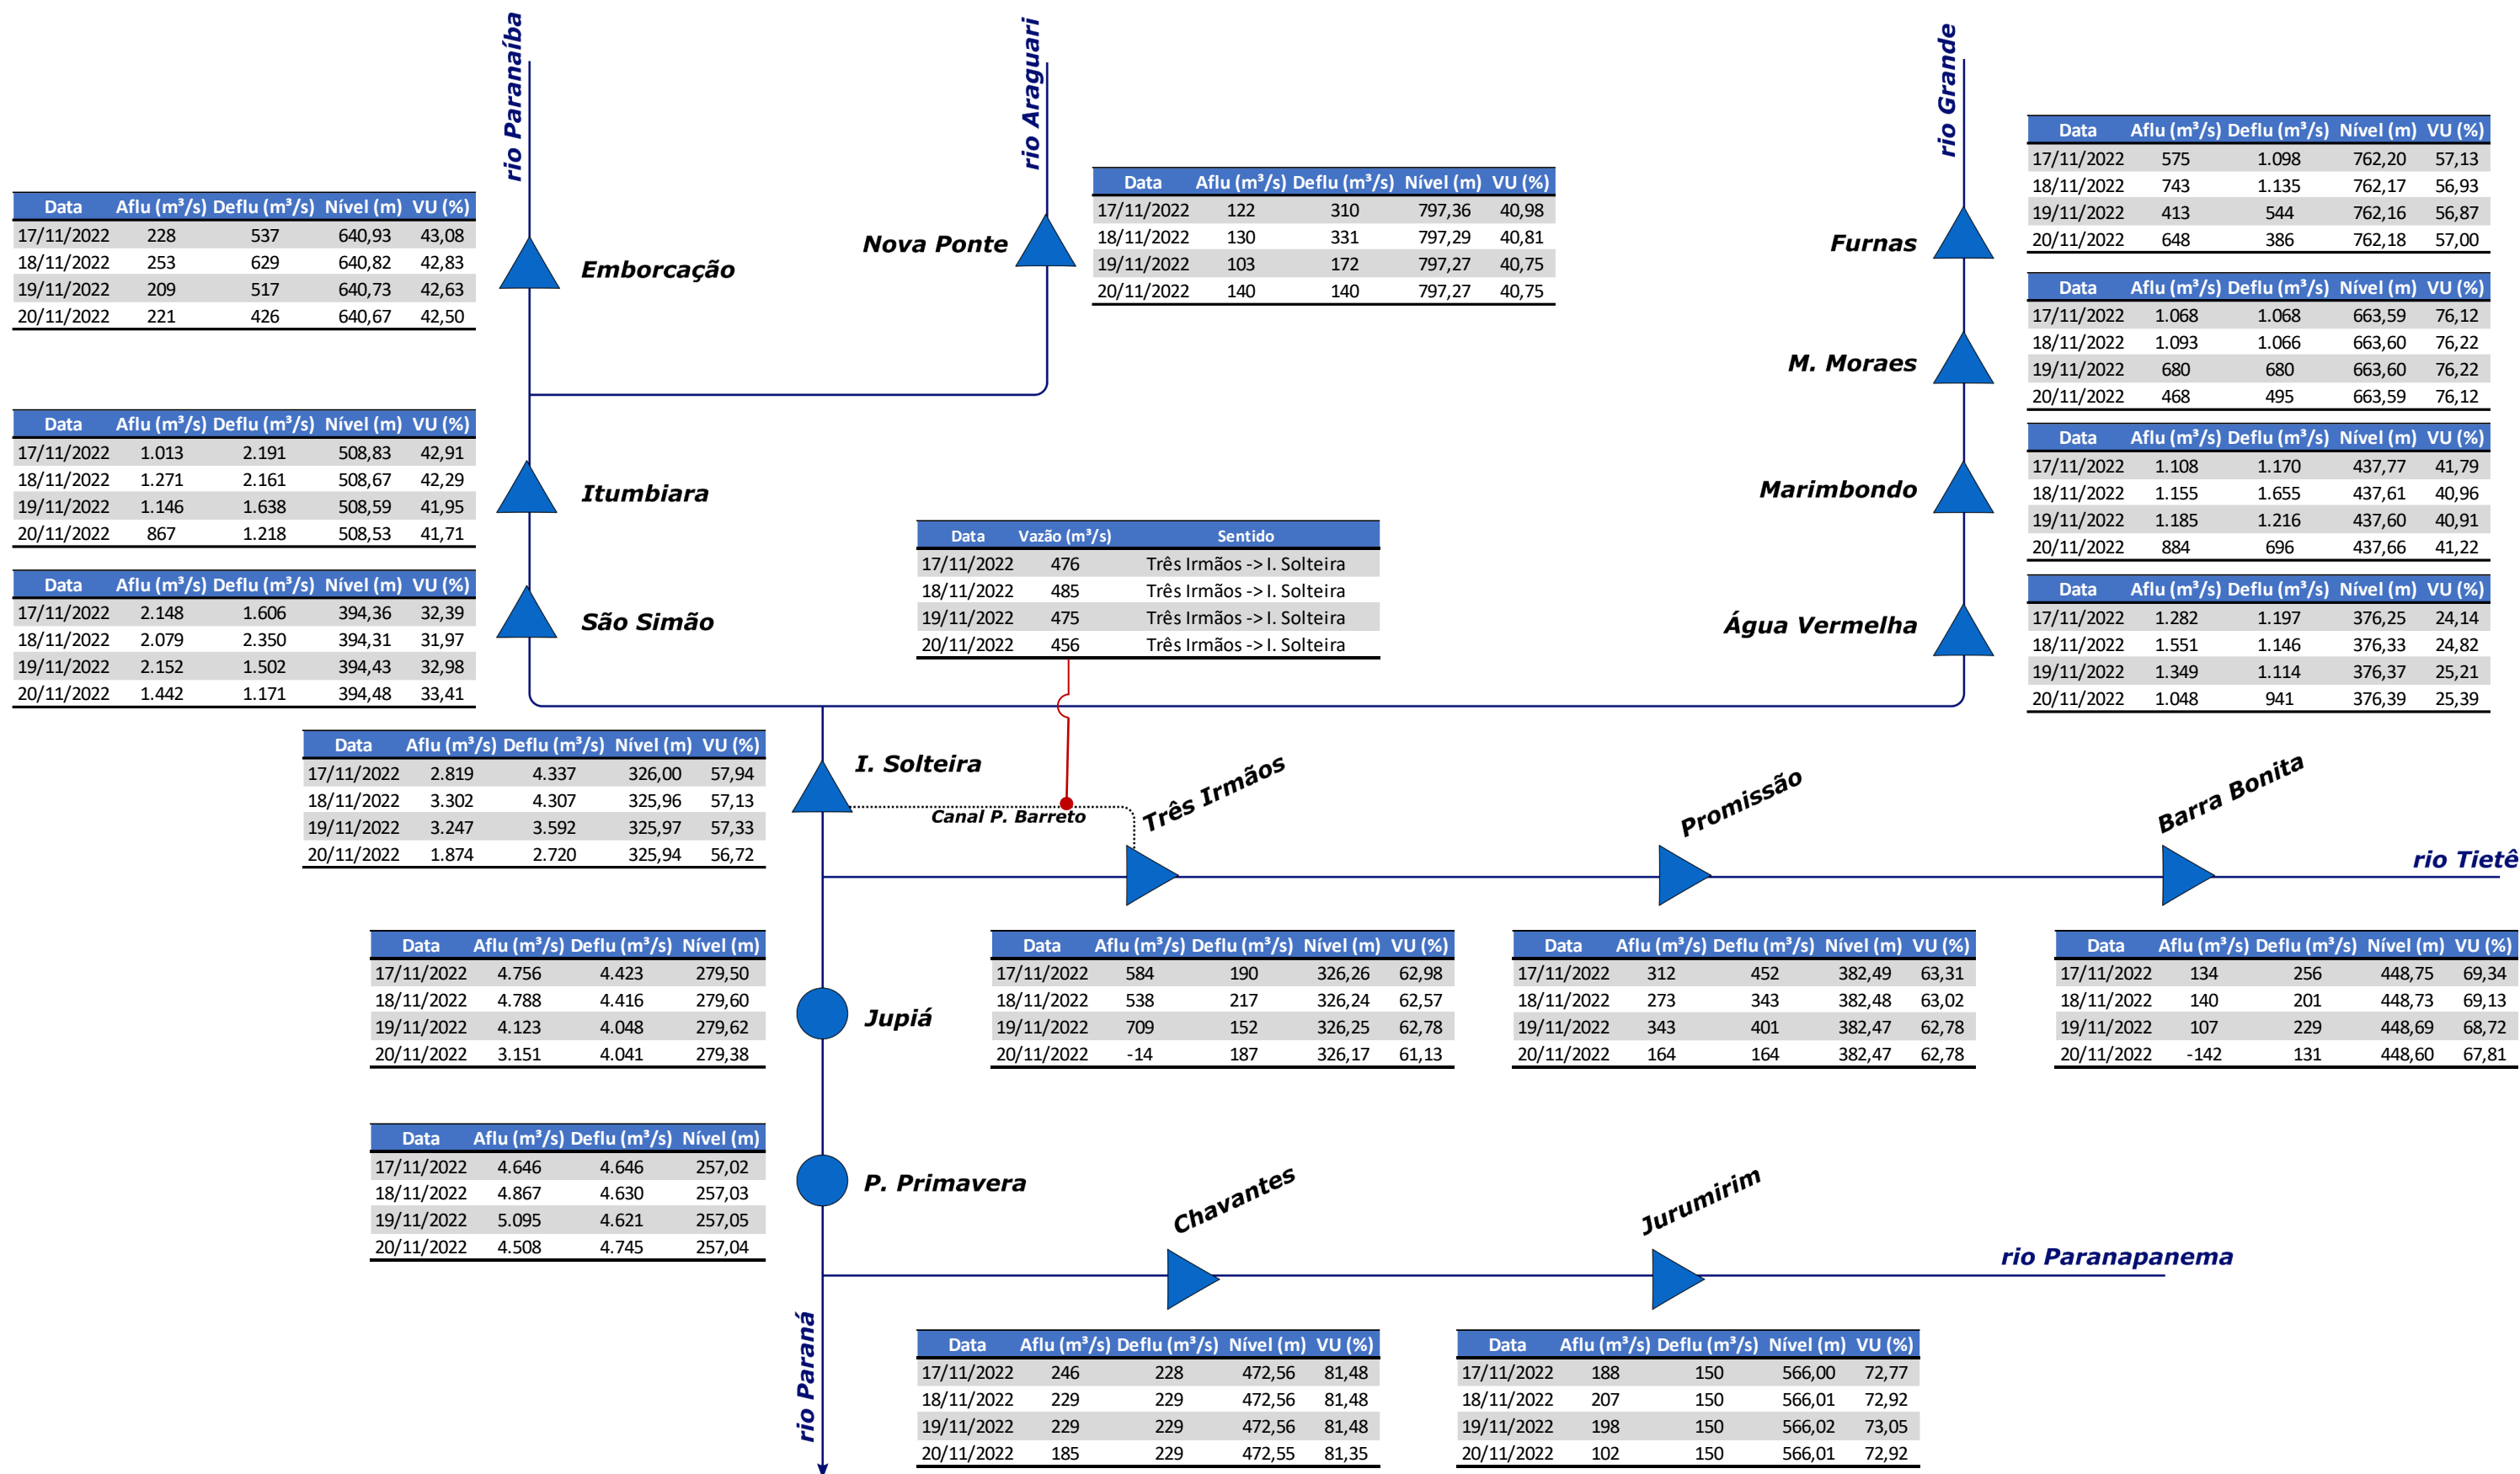 rio Paranaíba
rio Araguari
rio Grande
Data Aflu (m³/s) Deflu (m³/s) Nível (m) VU (%)
17/11/2022 228 537 640,93 43,08
18/11/2022 253 629 640,82 42,83
19/11/2022 209 517 640,73 42,63
20/11/2022 221 426 640,67 42,50
Emborcação
Nova Ponte
Data Aflu (m³/s) Deflu (m³/s) Nível (m) VU (%)
17/11/2022 122 310 797,36 40,98
18/11/2022 130 331 797,29 40,81
19/11/2022 103 172 797,27 40,75
20/11/2022 140 140 797,27 40,75
Furnas
Data Aflu (m³/s) Deflu (m³/s) Nível (m) VU (%)
17/11/2022 575 1.098 762,20 57,13
18/11/2022 743 1.135 762,17 56,93
19/11/2022 413 544 762,16 56,87
20/11/2022 648 386 762,18 57,00
M. Moraes
Data Aflu (m³/s) Deflu (m³/s) Nível (m) VU (%)
17/11/2022 1.068 1.068 663,59 76,12
18/11/2022 1.093 1.066 663,60 76,22
19/11/2022 680 680 663,60 76,22
20/11/2022 468 495 663,59 76,12
Data Aflu (m³/s) Deflu (m³/s) Nível (m) VU (%)
17/11/2022 1.013 2.191 508,83 42,91
18/11/2022 1.271 2.161 508,67 42,29
19/11/2022 1.146 1.638 508,59 41,95
20/11/2022 867 1.218 508,53 41,71
Itumbiara
Marimbondo
Data Aflu (m³/s) Deflu (m³/s) Nível (m) VU (%)
17/11/2022 1.108 1.170 437,77 41,79
18/11/2022 1.155 1.655 437,61 40,96
19/11/2022 1.185 1.216 437,60 40,91
20/11/2022 884 696 437,66 41,22
Data Aflu (m³/s) Deflu (m³/s) Nível (m) VU (%)
17/11/2022 2.148 1.606 394,36 32,39
18/11/2022 2.079 2.350 394,31 31,97
19/11/2022 2.152 1.502 394,43 32,98
20/11/2022 1.442 1.171 394,48 33,41
São Simão
Data Vazão (m³/s) Sentido
17/11/2022 476 Três Irmãos -> I. Solteira
18/11/2022 485 Três Irmãos -> I. Solteira
19/11/2022 475 Três Irmãos -> I. Solteira
20/11/2022 456 Três Irmãos -> I. Solteira
Água Vermelha
Data Aflu (m³/s) Deflu (m³/s) Nível (m) VU (%)
17/11/2022 1.282 1.197 376,25 24,14
18/11/2022 1.551 1.146 376,33 24,82
19/11/2022 1.349 1.114 376,37 25,21
20/11/2022 1.048 941 376,39 25,39
Data Aflu (m³/s) Deflu (m³/s) Nível (m) VU (%)
17/11/2022 2.819 4.337 326,00 57,94
18/11/2022 3.302 4.307 325,96 57,13
19/11/2022 3.247 3.592 325,97 57,33
20/11/2022 1.874 2.720 325,94 56,72
I. Solteira
Canal P. Barreto
Três Irmãos
Promissão
Barra Bonita
rio Tietê
Data Aflu (m³/s) Deflu (m³/s) Nível (m)
17/11/2022 4.756 4.423 279,50
18/11/2022 4.788 4.416 279,60
19/11/2022 4.123 4.048 279,62
20/11/2022 3.151 4.041 279,38
Jupiá
Data Aflu (m³/s) Deflu (m³/s) Nível (m) VU (%)
17/11/2022 584 190 326,26 62,98
18/11/2022 538 217 326,24 62,57
19/11/2022 709 152 326,25 62,78
20/11/2022 -14 187 326,17 61,13
Data Aflu (m³/s) Deflu (m³/s) Nível (m) VU (%)
17/11/2022 312 452 382,49 63,31
18/11/2022 273 343 382,48 63,02
19/11/2022 343 401 382,47 62,78
20/11/2022 164 164 382,47 62,78
Data Aflu (m³/s) Deflu (m³/s) Nível (m) VU (%)
17/11/2022 134 256 448,75 69,34
18/11/2022 140 201 448,73 69,13
19/11/2022 107 229 448,69 68,72
20/11/2022 -142 131 448,60 67,81
Data Aflu (m³/s) Deflu (m³/s) Nível (m)
17/11/2022 4.646 4.646 257,02
18/11/2022 4.867 4.630 257,03
19/11/2022 5.095 4.621 257,05
20/11/2022 4.508 4.745 257,04
P. Primavera
Chavantes
Jurumirim
rio Paranapanema
rio Paraná
Data Aflu (m³/s) Deflu (m³/s) Nível (m) VU (%)
17/11/2022 246 228 472,56 81,48
18/11/2022 229 229 472,56 81,48
19/11/2022 229 229 472,56 81,48
20/11/2022 185 229 472,55 81,35
Data Aflu (m³/s) Deflu (m³/s) Nível (m) VU (%)
17/11/2022 188 150 566,00 72,77
18/11/2022 207 150 566,01 72,92
19/11/2022 198 150 566,02 73,05
20/11/2022 102 150 566,01 72,92